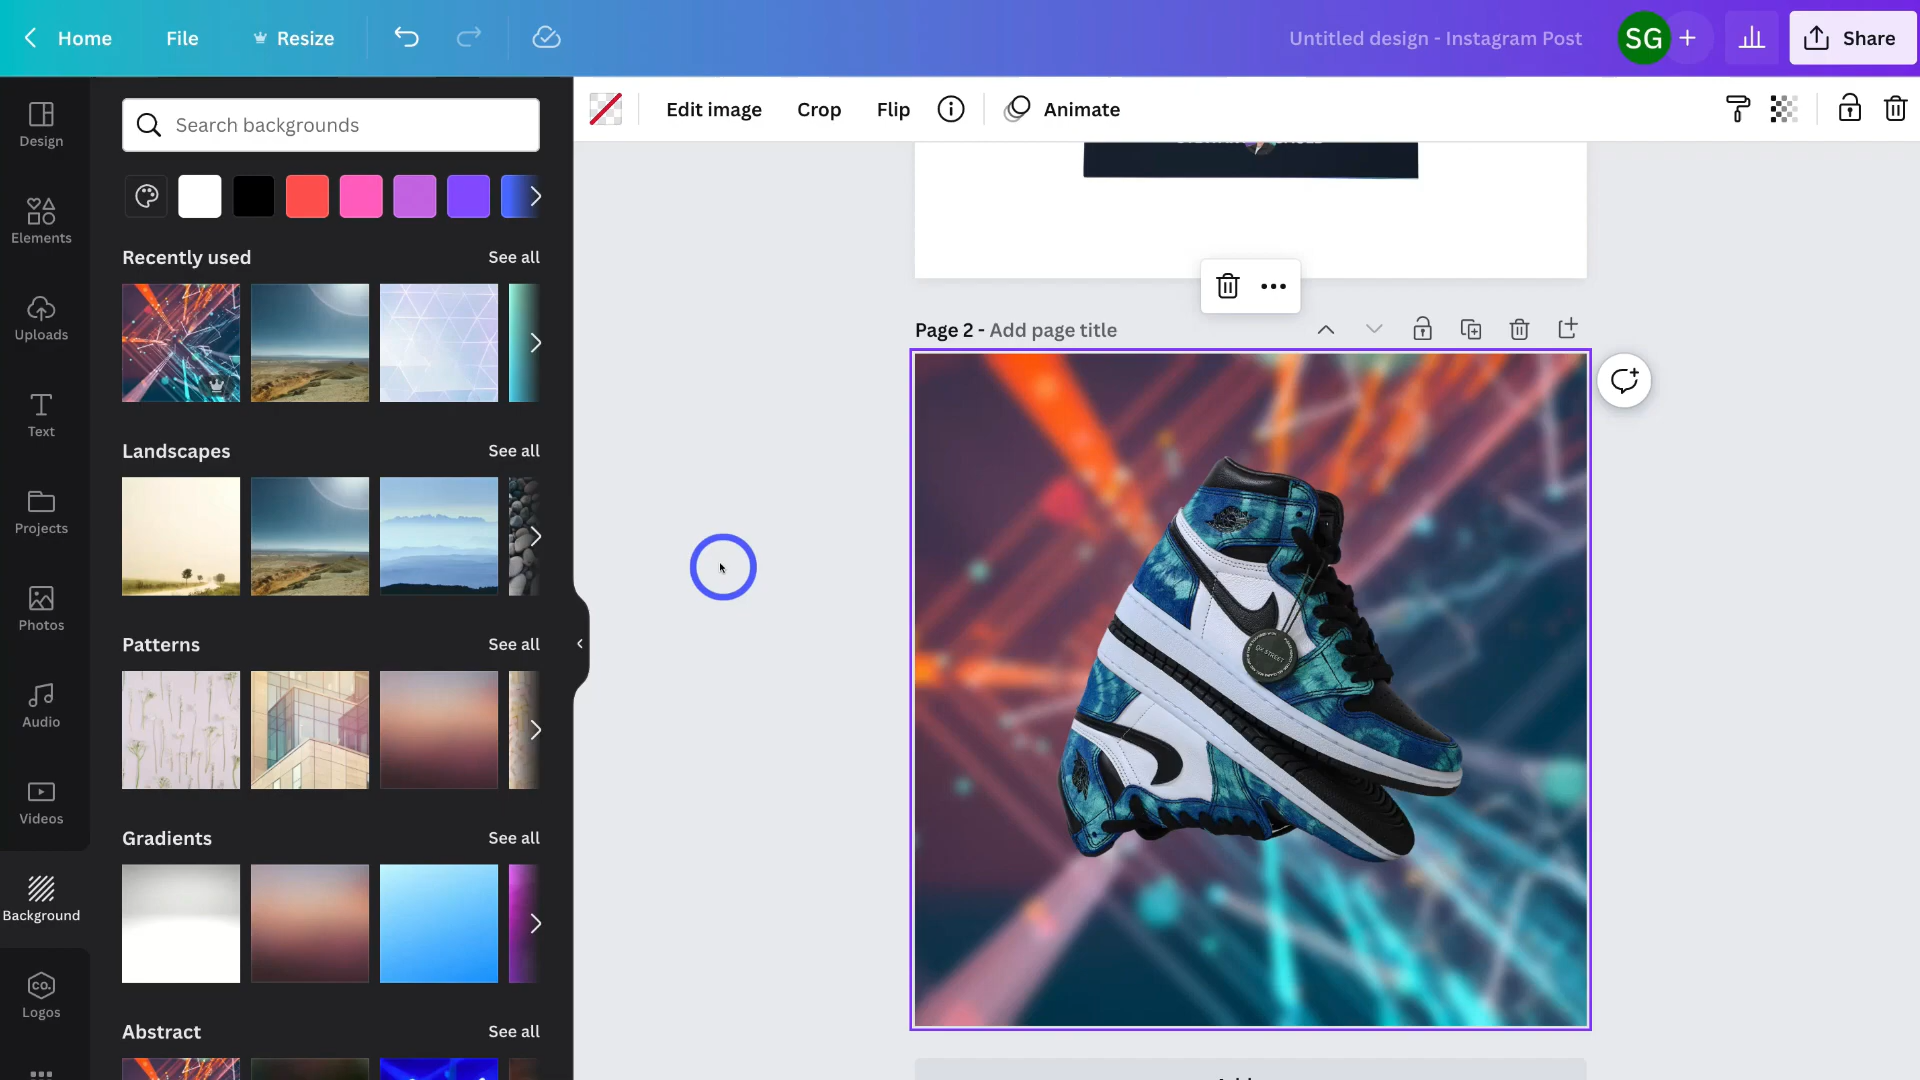 Home
File
Resize
Untitled design - Instagram Post
SG
Share
Design
Elements
Uploads
Text
Projects
Photos
Audio
Videos
Background
CO.
Logos
Search backgrounds
Recently used
See all
Landscapes
See all
Patterns
See all
Gradients
See all
Abstract
See all
Edit image
Crop
Flip
Animate
Page 2 - Add page title
STREET